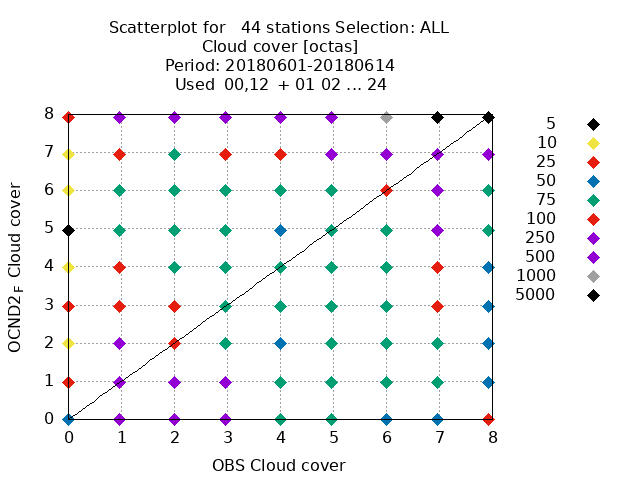 Scatterplot for   44 stations Selection: ALL
Cloud cover [octas]
Period: 20180601-20180614
Used  00,12  + 01 02 ... 24
8
7
6
5
4
3
2
1
0
OCND2_F Cloud cover
0 1 2 3 4 5 6 7 8
OBS Cloud cover
5
10
25
50
75
100
250
500
1000
5000